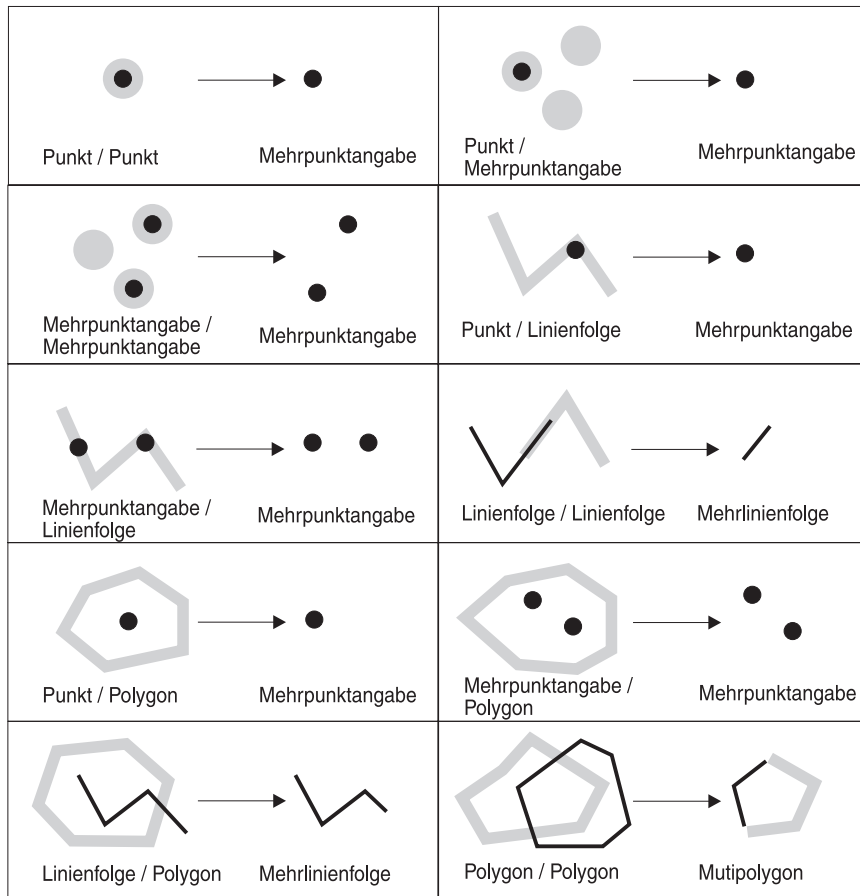 Punkt / Punkt
Mehrpunktangabe
Punkt /
Mehrpunktangabe
Mehrpunktangabe
Mehrpunktangabe /
Mehrpunktangabe
Mehrpunktangabe
Punkt / Linienfolge
Mehrpunktangabe
Mehrpunktangabe /
Linienfolge
Mehrpunktangabe
Linienfolge / Linienfolge
Mehrlinienfolge
Punkt / Polygon
Mehrpunktangabe
Mehrpunktangabe /
Polygon
Mehrpunktangabe
Linienfolge / Polygon
Mehrlinienfolge
Polygon / Polygon
Mutipolygon